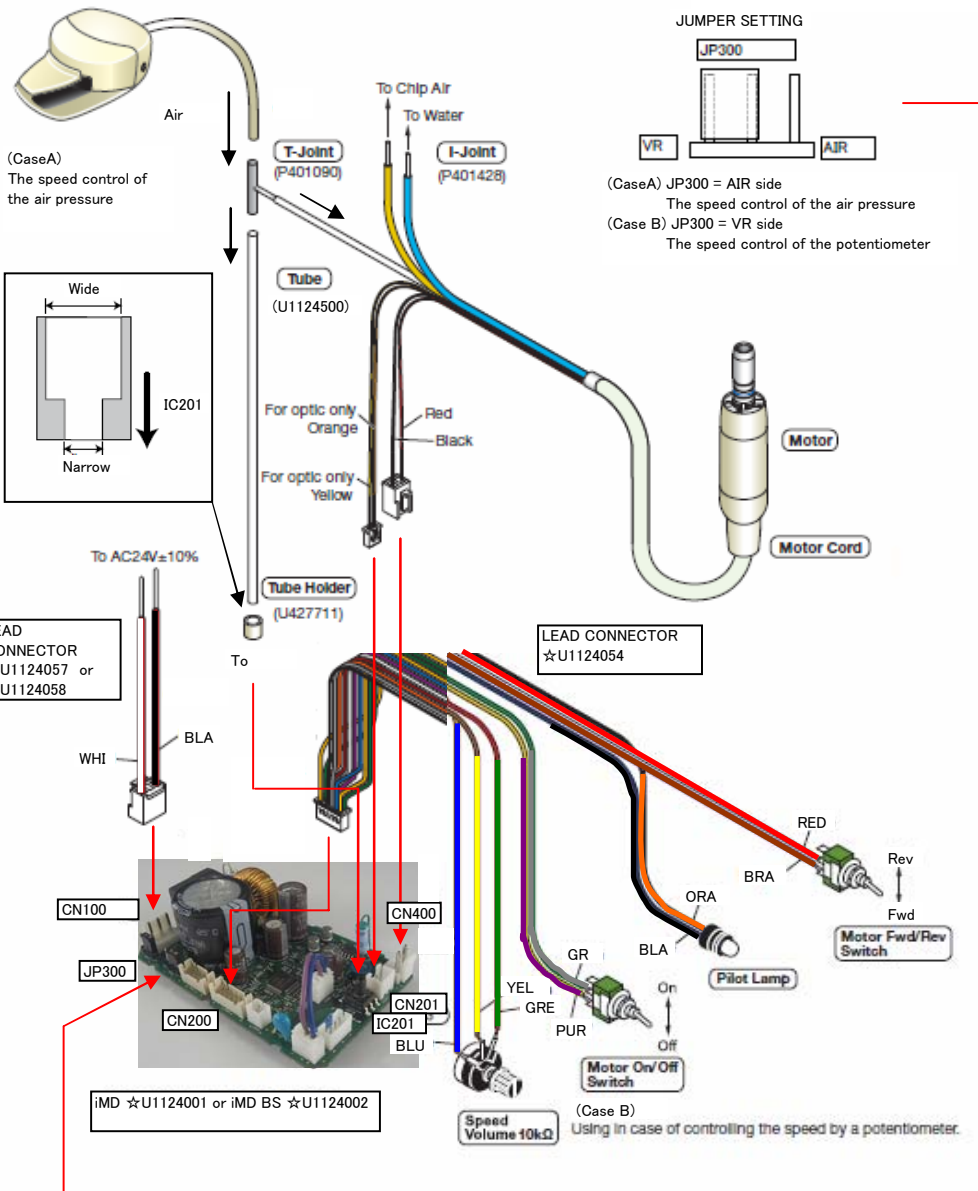 JUMPER SETTING
JP300
VR
AIR
(CaseA) JP300 = AIR side
The speed control of the air pressure
(Case B) JP300 = VR side
The speed control of the potentiometer
Air
(CaseA)
The speed control of
the air pressure
To Chip Air
To Water
T-Joint
(P401090)
I-Joint
(P401428)
Tube
(U1124500)
Wide
IC201
Narrow
For optic only
Orange
Red
Black
For optic only
Yellow
Motor
Motor Cord
To AC24V±10%
Tube Holder
(U427711)
To
EAD
ONNECTOR
U1124057 or
U1124058
LEAD CONNECTOR
☆U1124054
WHI
BLA
RED
BRA
Rev
Fwd
Motor Fwd/Rev
Switch
ORA
BLA
Pilot Lamp
CN100
CN400
JP300
CN200
CN201
IC201
BLU
YEL
GRE
GR
PUR
On
Off
Motor On/Off
Switch
iMD ☆U1124001 or iMD BS ☆U1124002
Speed
Volume 10kΩ
(Case B)
Using in case of controlling the speed by a potentiometer.